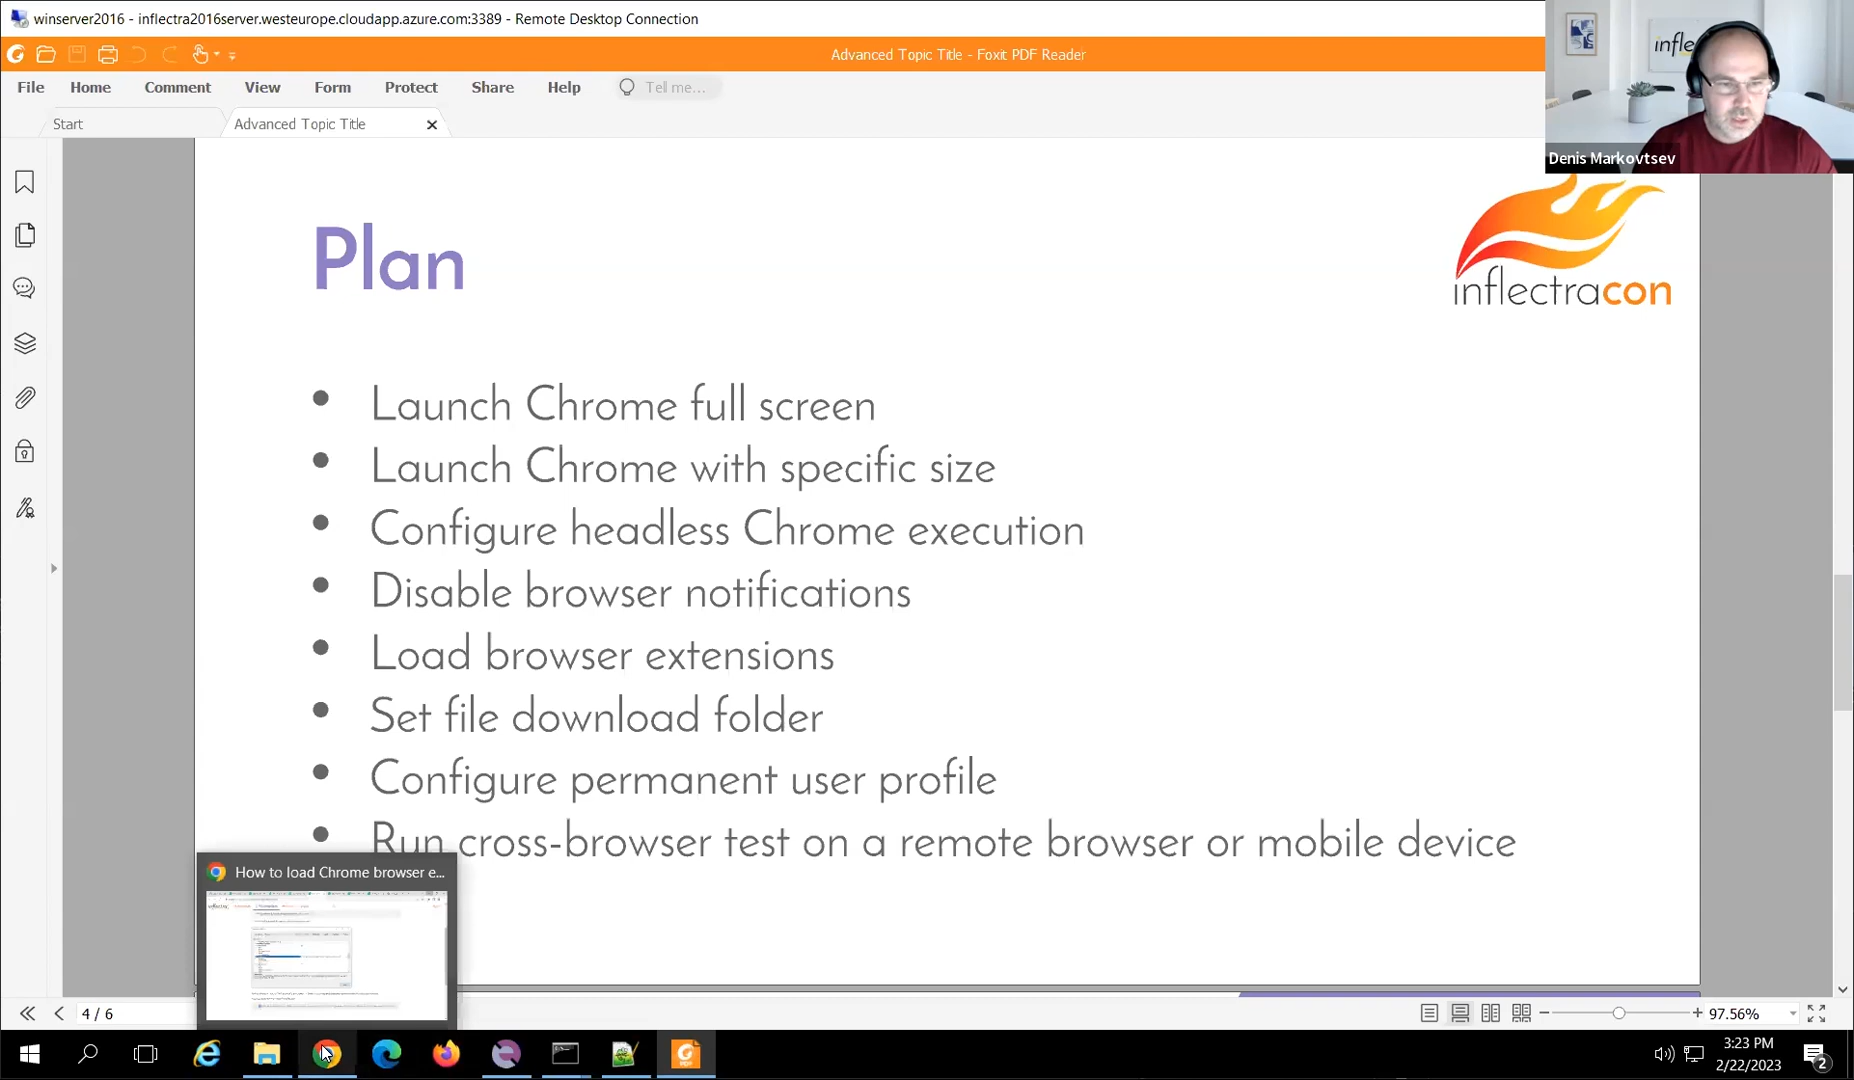 winserver2016 - inflectra2016server.westeurope.cloudapp.azure.com:3389 - Remote Desktop Connection
Advanced Topic Title - Foxit PDF Reader
File Home Comment View Form Protect Share Help Tell me...
Start
Advanced Topic Title
Denis Markovtsev
inflectracon
Plan
• Launch Chrome full screen
• Launch Chrome with specific size
• Configure headless Chrome execution
• Disable browser notifications
• Load browser extensions
• Set file download folder
• Configure permanent user profile
• Run cross-browser test on a remote browser or mobile device
How to load Chrome browser e...
4 / 6
97.56%
3:23 PM
2/22/2023
2